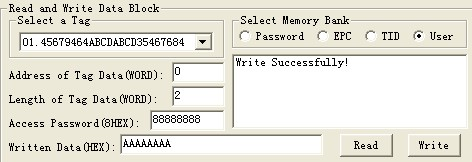 Read and Write Data Block
Select a Tag
01.45679464ABCDABCD35467684
Select Memory Bank
Password EPC TID User
Address of Tag Data(WORD): 0
Length of Tag Data(WORD): 2
Access Password(8HEX): 88888888
Written Data(HEX): AAAAAAAA
Write Successfully!
Read Write